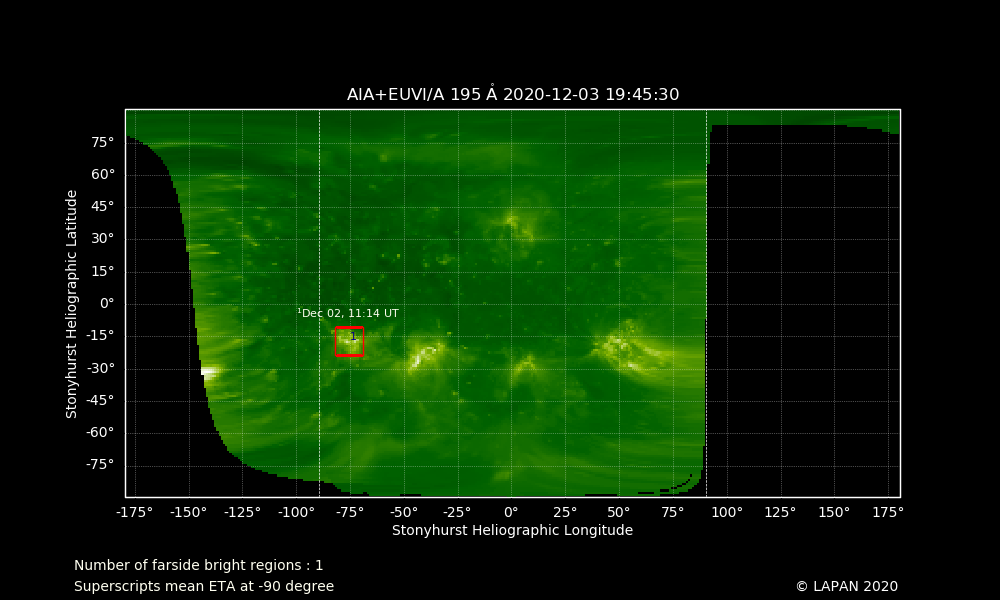 AIA+EUVI/A 195 Å 2020-12-03 19:45:30
Stonyhurst Heliographic Latitude
75°
60°
45°
30°
15°
0°
-15°
-30°
-45°
-60°
-75°
¹Dec 02, 11:14 UT
1
-175° -150° -125° -100° -75° -50° -25° 0° 25° 50° 75° 100° 125° 150° 175°
Stonyhurst Heliographic Longitude
Number of farside bright regions : 1
Superscripts mean ETA at -90 degree
© LAPAN 2020